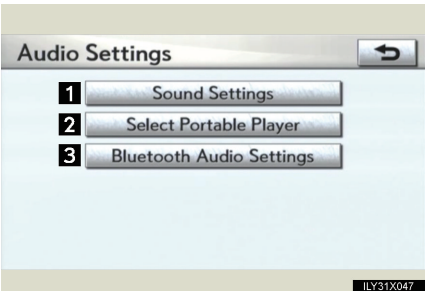 Audio Settings
1 Sound Settings
2 Select Portable Player
3 Bluetooth Audio Settings
ILY31X047